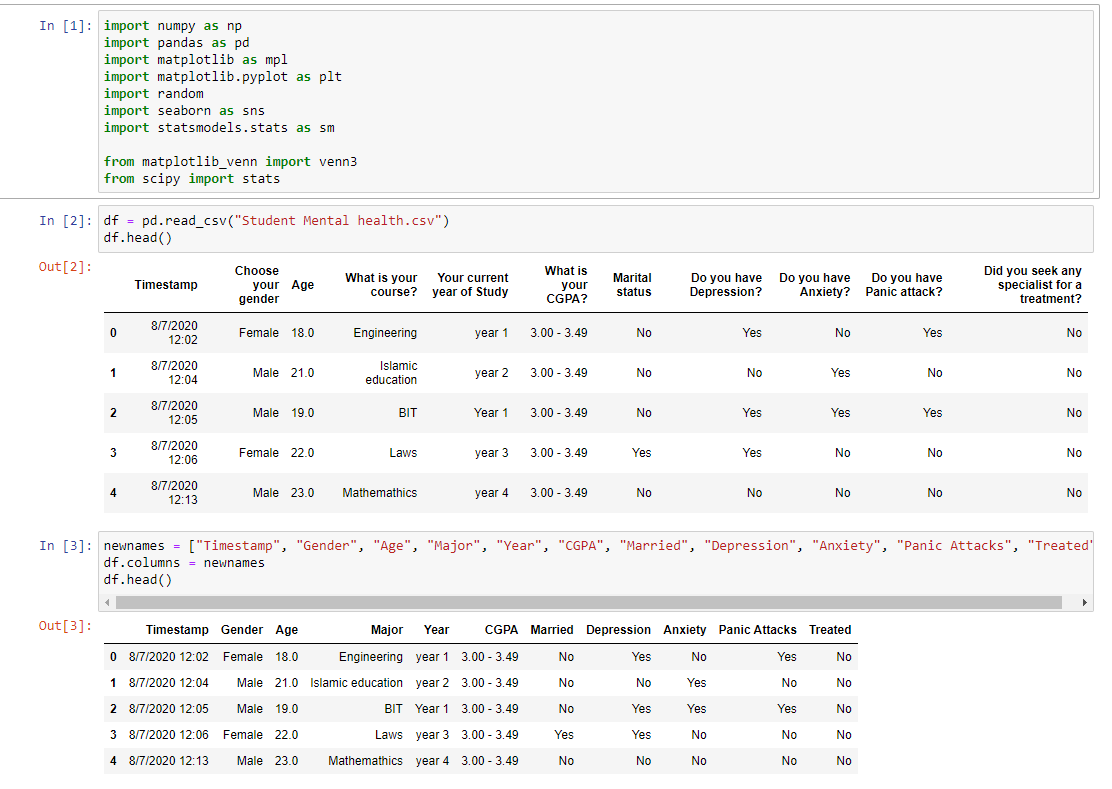 In [1]:
import numpy as np
import pandas as pd
import matplotlib as mpl
import matplotlib.pyplot as plt
import random
import seaborn as sns
import statsmodels.stats as sm
from matplotlib_venn import venn3
from scipy import stats
In [2]:
df = pd.read_csv("Student Mental health.csv")
df.head()
Out[2]:
Timestamp Choose your gender Age What is your course? Your current year of Study What is your CGPA? Marital status Do you have Depression? Do you have Anxiety? Do you have Panic attack? Did you seek any specialist for a treatment?
0 8/7/2020 12:02 Female 18.0 Engineering year 1 3.00 - 3.49 No Yes No Yes No
1 8/7/2020 12:04 Male 21.0 Islamic education year 2 3.00 - 3.49 No No Yes No No
2 8/7/2020 12:05 Male 19.0 BIT Year 1 3.00 - 3.49 No Yes Yes Yes No
3 8/7/2020 12:06 Female 22.0 Laws year 3 3.00 - 3.49 Yes Yes No No No
4 8/7/2020 12:13 Male 23.0 Mathemathics year 4 3.00 - 3.49 No No No No No
In [3]:
newnames = ["Timestamp", "Gender", "Age", "Major", "Year", "CGPA", "Married", "Depression", "Anxiety", "Panic Attacks", "Treated"
df.columns = newnames
df.head()
Out[3]:
Timestamp Gender Age Major Year CGPA Married Depression Anxiety Panic Attacks Treated
0 8/7/2020 12:02 Female 18.0 Engineering year 1 3.00 - 3.49 No Yes No Yes No
1 8/7/2020 12:04 Male 21.0 Islamic education year 2 3.00 - 3.49 No No Yes No No
2 8/7/2020 12:05 Male 19.0 BIT Year 1 3.00 - 3.49 No Yes Yes Yes No
3 8/7/2020 12:06 Female 22.0 Laws year 3 3.00 - 3.49 Yes Yes No No No
4 8/7/2020 12:13 Male 23.0 Mathemathics year 4 3.00 - 3.49 No No No No No